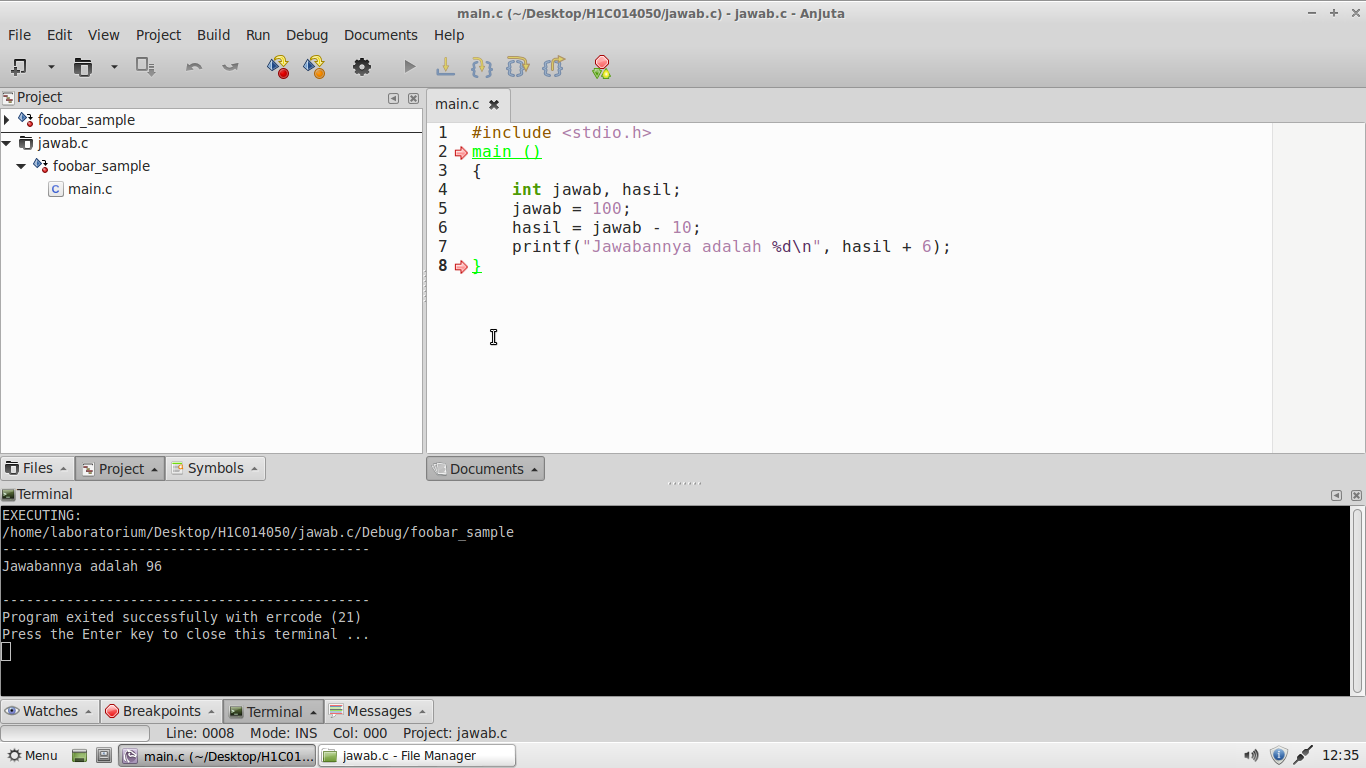 main.c (~/Desktop/H1C014050/jawab.c) - jawab.c - Anjuta
File Edit View Project Build Run Debug Documents Help
Project
foobar_sample
jawab.c
foobar_sample
main.c
main.c
1 #include <stdio.h>
2 main ()
3 {
4 int jawab, hasil;
5 jawab = 100;
6 hasil = jawab - 10;
7 printf("Jawabannya adalah %d\n", hasil + 6);
8 }
Files Project Symbols
Documents
Terminal
EXECUTING:
/home/laboratorium/Desktop/H1C014050/jawab.c/Debug/foobar_sample
----------------------------------------------
Jawabannya adalah 96
----------------------------------------------
Program exited successfully with errcode (21)
Press the Enter key to close this terminal ...
Watches Breakpoints Terminal Messages
Line: 0008 Mode: INS Col: 000 Project: jawab.c
Menu main.c (~/Desktop/H1C01... jawab.c - File Manager 12:35